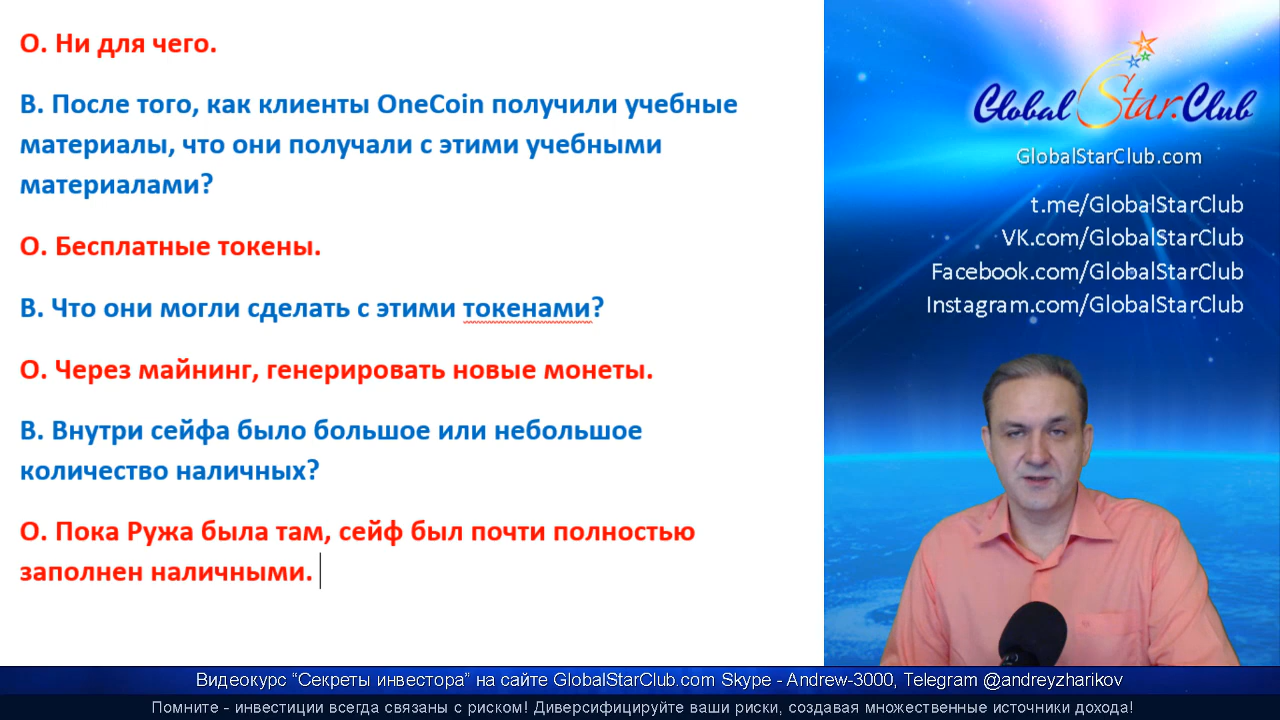 О. Ни для чего.
В. После того, как клиенты OneCoin получили учебные
материалы, что они получали с этими учебными
материалами?
О. Бесплатные токены.
В. Что они могли сделать с этими токенами?
О. Через майнинг, генерировать новые монеты.
В. Внутри сейфа было большое или небольшое
количество наличных?
О. Пока Ружа была там, сейф был почти полностью
заполнен наличными.
Global Star Club
GlobalStarClub.com
t.me/GlobalStarClub
VK.com/GlobalStarClub
Facebook.com/GlobalStarClub
Instagram.com/GlobalStarClub
Видеокурс “Секреты инвестора” на сайте GlobalStarClub.com Skype - Andrew-3000, Telegram @andreyzharikov
Помните - инвестиции всегда связаны с риском! Диверсифицируйте ваши риски, создавая множественные источники дохода!